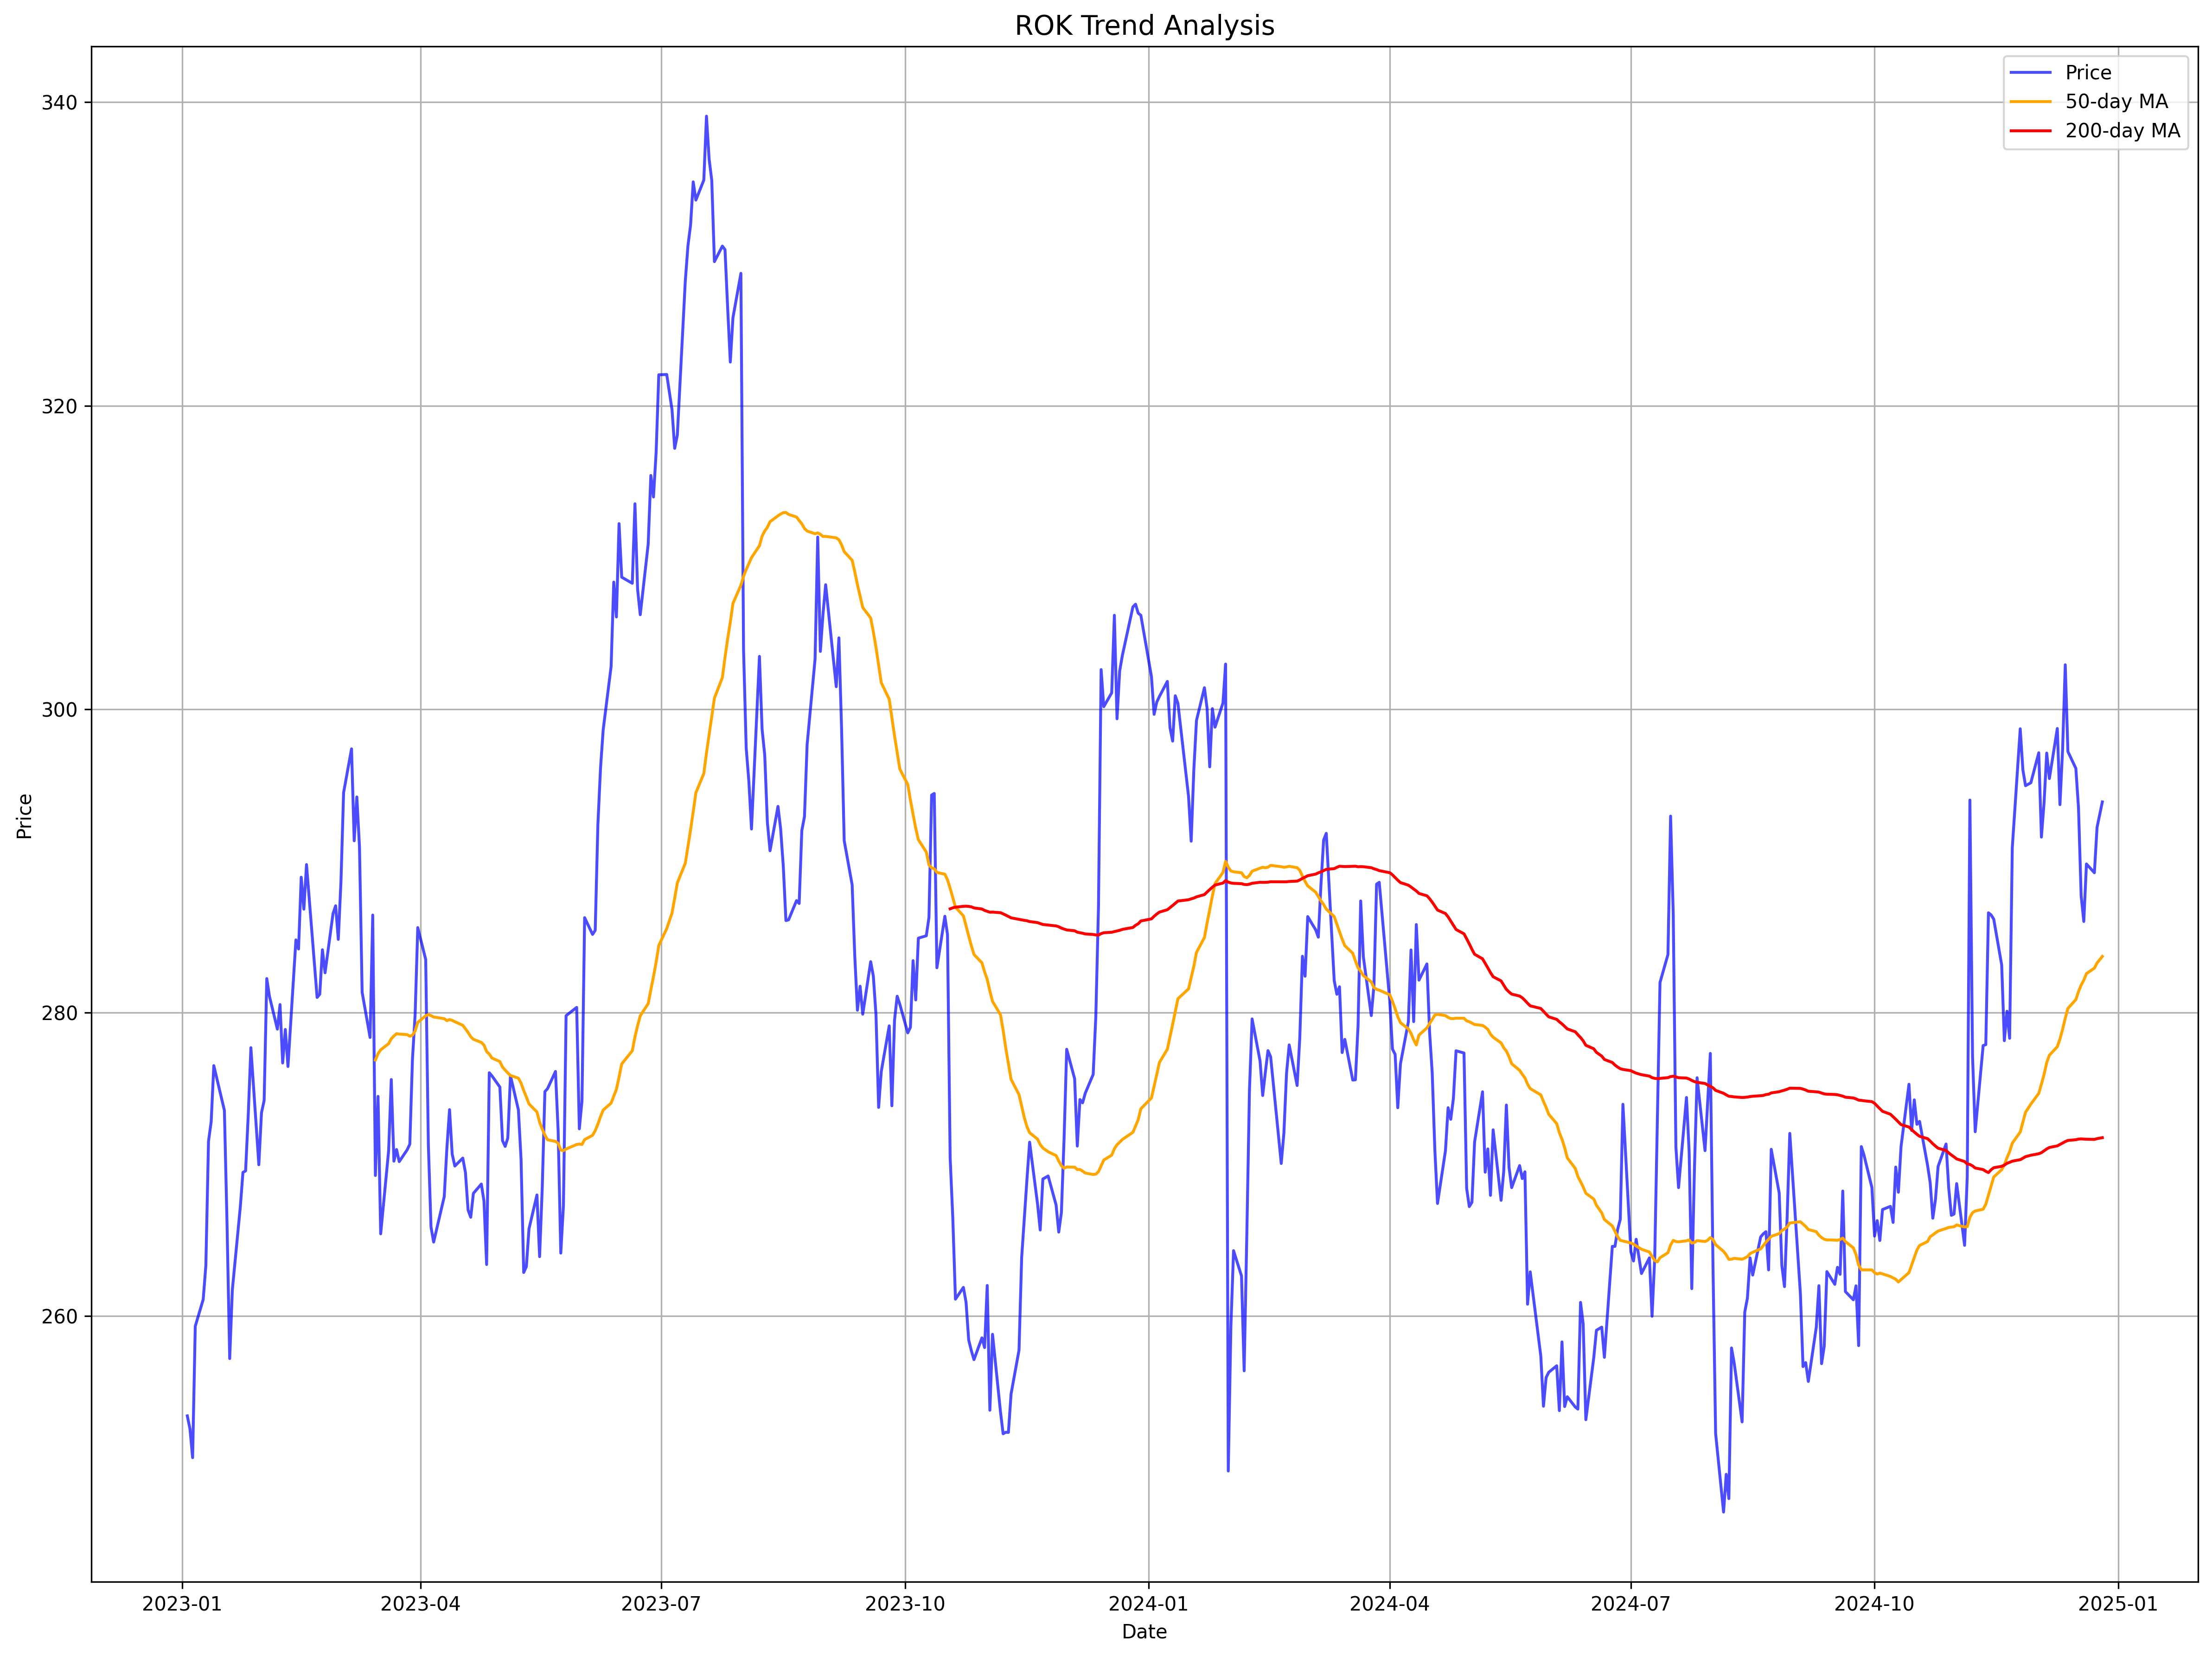 ROK Trend Analysis
Price
50-day MA
200-day MA
340
320
300
280
260
Price
2023-01
2023-04
2023-07
2023-10
2024-01
2024-04
2024-07
2024-10
2025-01
Date